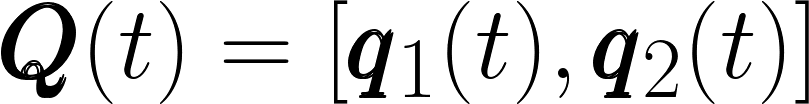 Q(t) = [q₁(t), q₂(t)]